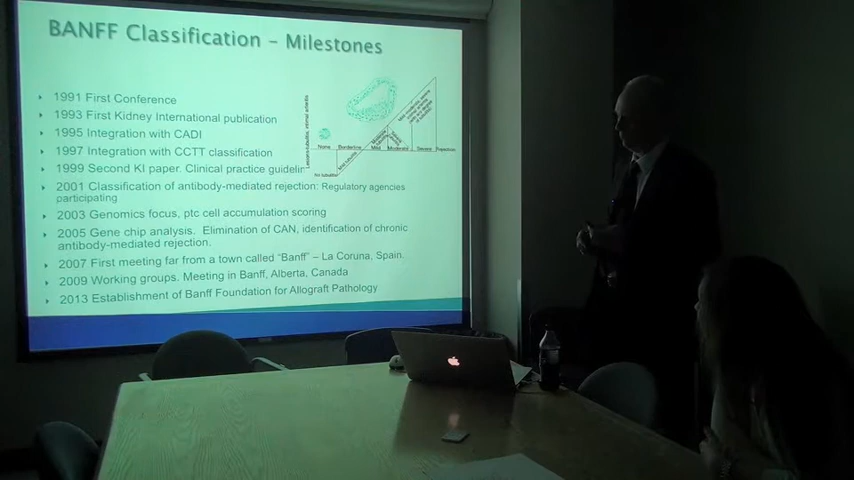 BANFF Classification – Milestones
1991 First Conference
1993 First Kidney International publication
1995 Integration with CADI
1997 Integration with CCTT classification
1999 Second KI paper. Clinical practice guidelin
2001 Classification of antibody-mediated rejection: Regulatory agencies
participating
2003 Genomics focus, ptc cell accumulation scoring
2005 Gene chip analysis. Elimination of CAN, identification of chronic
antibody-mediated rejection.
2007 First meeting far from a town called "Banff" – La Coruna, Spain.
2009 Working groups. Meeting in Banff, Alberta, Canada
2013 Establishment of Banff Foundation for Allograft Pathology
None Borderline Mild Moderate Severe Rejection
No tubulitis